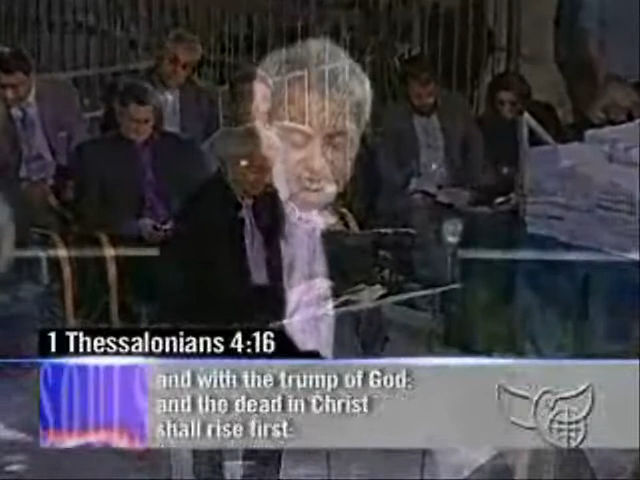 1 Thessalonians 4:16
and with the trump of God:
and the dead in Christ
shall rise first.